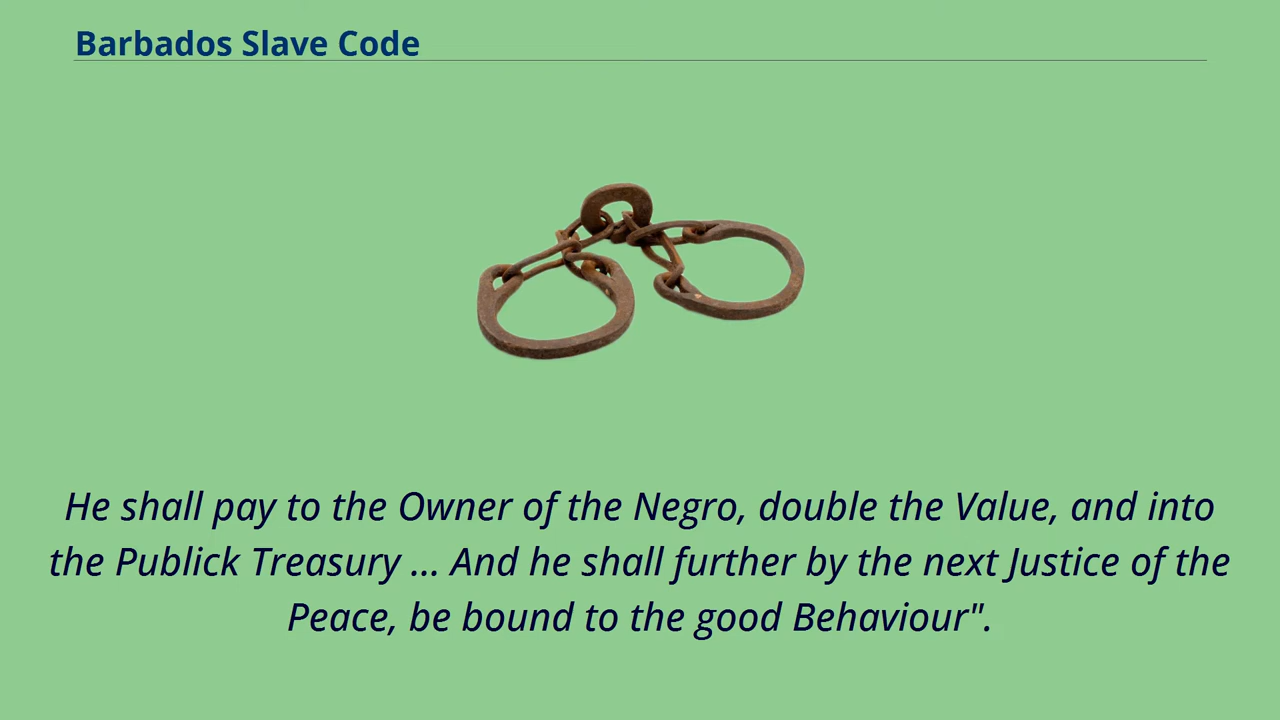 Barbados Slave Code
He shall pay to the Owner of the Negro, double the Value, and into
the Publick Treasury ... And he shall further by the next Justice of the
Peace, be bound to the good Behaviour".